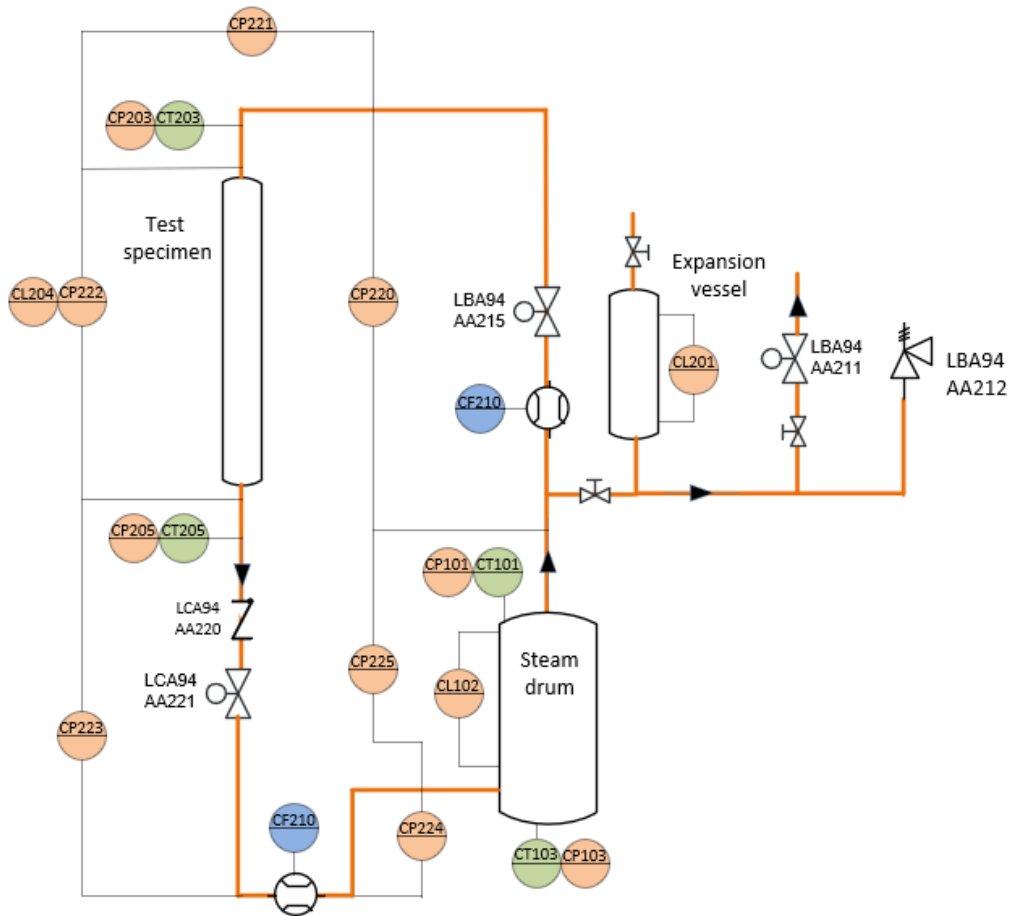 CP221
CP203
CT203
Test
specimen
CL204
CP222
CP220
LBA94
AA215
Expansion
vessel
CL201
LBA94
AA211
LBA94
AA212
CF210
CP205
CT205
CP101
CT101
LCA94
AA220
LCA94
AA221
CP225
CL102
Steam
drum
CP223
CF210
CP224
CT103
CP103